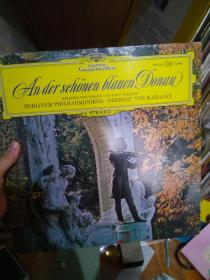 Deutsche Grammophon
An der schönen blauen Donau
BERLINER PHILHARMONIKER · HERBERT VON KARAJAN
STEREO